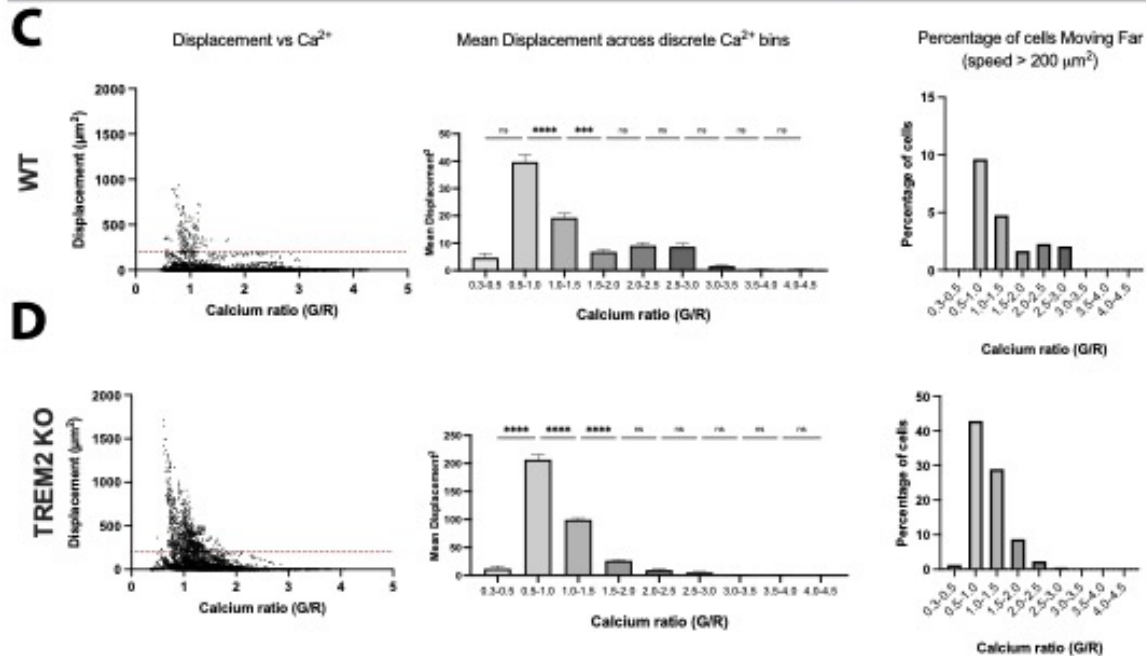 C
Displacement vs Ca²⁺
Mean Displacement across discrete Ca²⁺ bins
Percentage of cells Moving Far
(speed > 200 μm²)
WT
Displacement (μm²)
2000
1500
1000
500
0
0
1
2
3
4
5
Calcium ratio (G/R)
Mean Displacement²
50
40
30
20
10
0
ns
****
***
ns
ns
ns
ns
ns
0.3-0.5
0.5-1.0
1.0-1.5
1.5-2.0
2.0-2.5
2.5-3.0
3.0-3.5
3.5-4.0
4.0-4.5
Calcium ratio (G/R)
Percentage of cells
15
10
5
0
0.3-0.5
0.5-1.0
1.0-1.5
1.5-2.0
2.0-2.5
2.5-3.0
3.0-3.5
3.5-4.0
4.0-4.5
Calcium ratio (G/R)
D
TREM2 KO
Displacement (μm²)
2000
1500
1000
500
0
0
1
2
3
4
5
Calcium ratio (G/R)
Mean Displacement²
250
200
150
100
50
0
****
****
****
ns
ns
ns
ns
ns
0.3-0.5
0.5-1.0
1.0-1.5
1.5-2.0
2.0-2.5
2.5-3.0
3.0-3.5
3.5-4.0
4.0-4.5
Calcium ratio (G/R)
Percentage of cells
50
40
30
20
10
0
0.3-0.5
0.5-1.0
1.0-1.5
1.5-2.0
2.0-2.5
2.5-3.0
3.0-3.5
3.5-4.0
4.0-4.5
Calcium ratio (G/R)